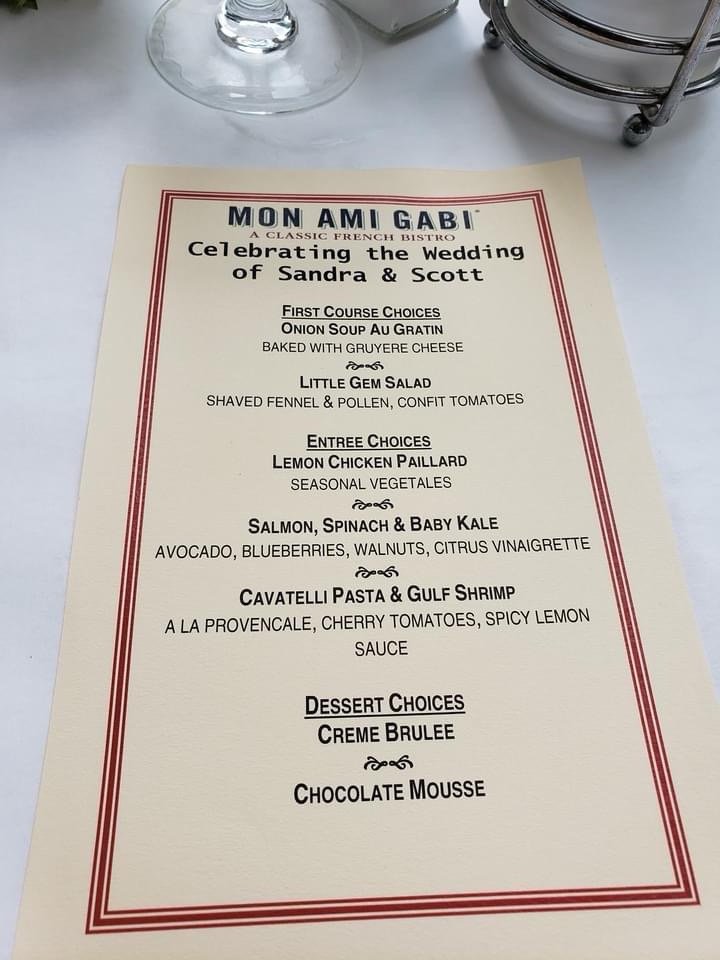 MON AMI GABI
A CLASSIC FRENCH BISTRO
Celebrating the Wedding
of Sandra & Scott
FIRST COURSE CHOICES
ONION SOUP AU GRATIN
BAKED WITH GRUYERE CHEESE
LITTLE GEM SALAD
SHAVED FENNEL & POLLEN, CONFIT TOMATOES
ENTREE CHOICES
LEMON CHICKEN PAILLARD
SEASONAL VEGETALES
SALMON, SPINACH & BABY KALE
AVOCADO, BLUEBERRIES, WALNUTS, CITRUS VINAIGRETTE
CAVATELLI PASTA & GULF SHRIMP
A LA PROVENCALE, CHERRY TOMATOES, SPICY LEMON
SAUCE
DESSERT CHOICES
CREME BRULEE
CHOCOLATE MOUSSE